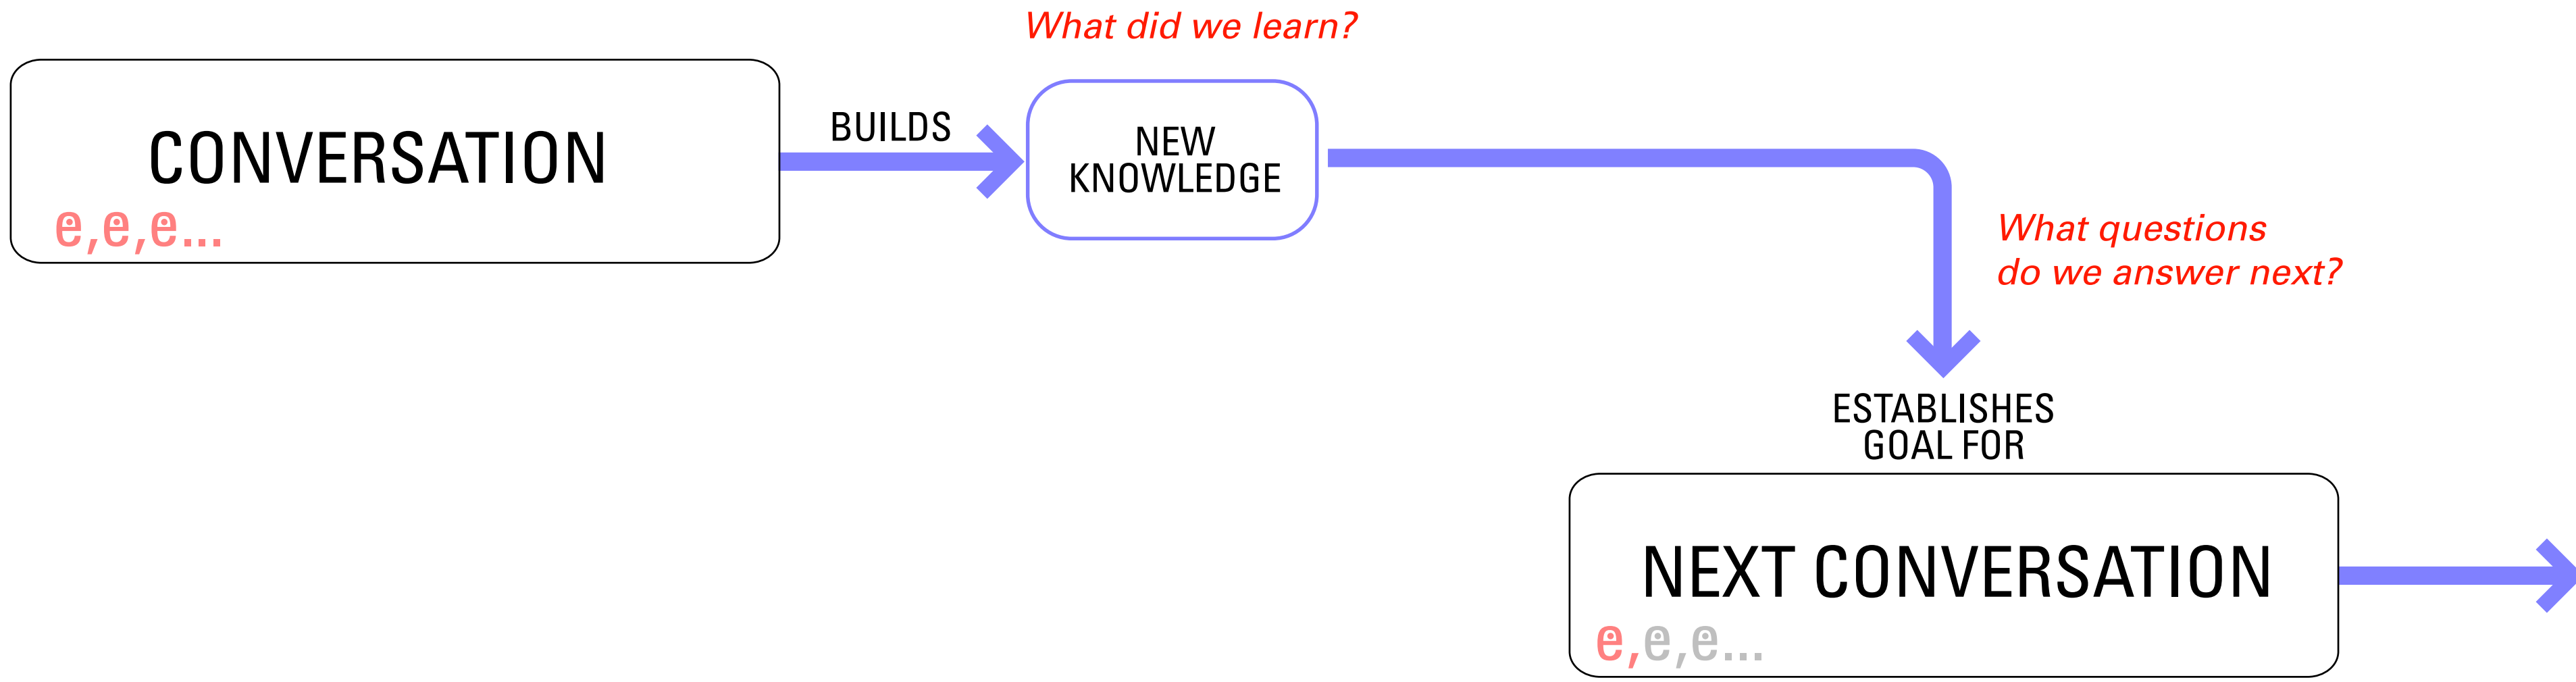 What did we learn?
CONVERSATION
e,e,e...
BUILDS
NEW
KNOWLEDGE
What questions
do we answer next?
ESTABLISHES
GOAL FOR
NEXT CONVERSATION
e,e,e...